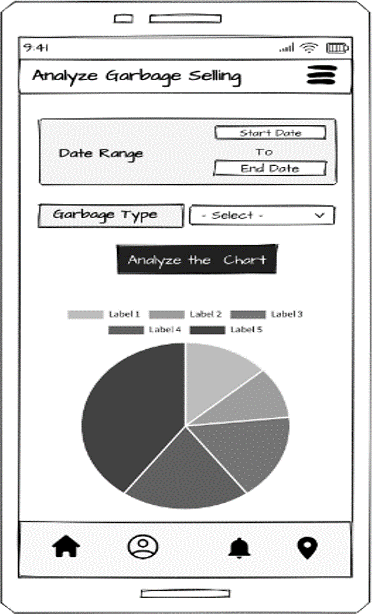 9:41
Analyze Garbage Selling
Start Date
Date Range
To
End Date
Garbage Type
- Select -
Analyze the Chart
Label 1 Label 2 Label 3
Label 4 Label 5